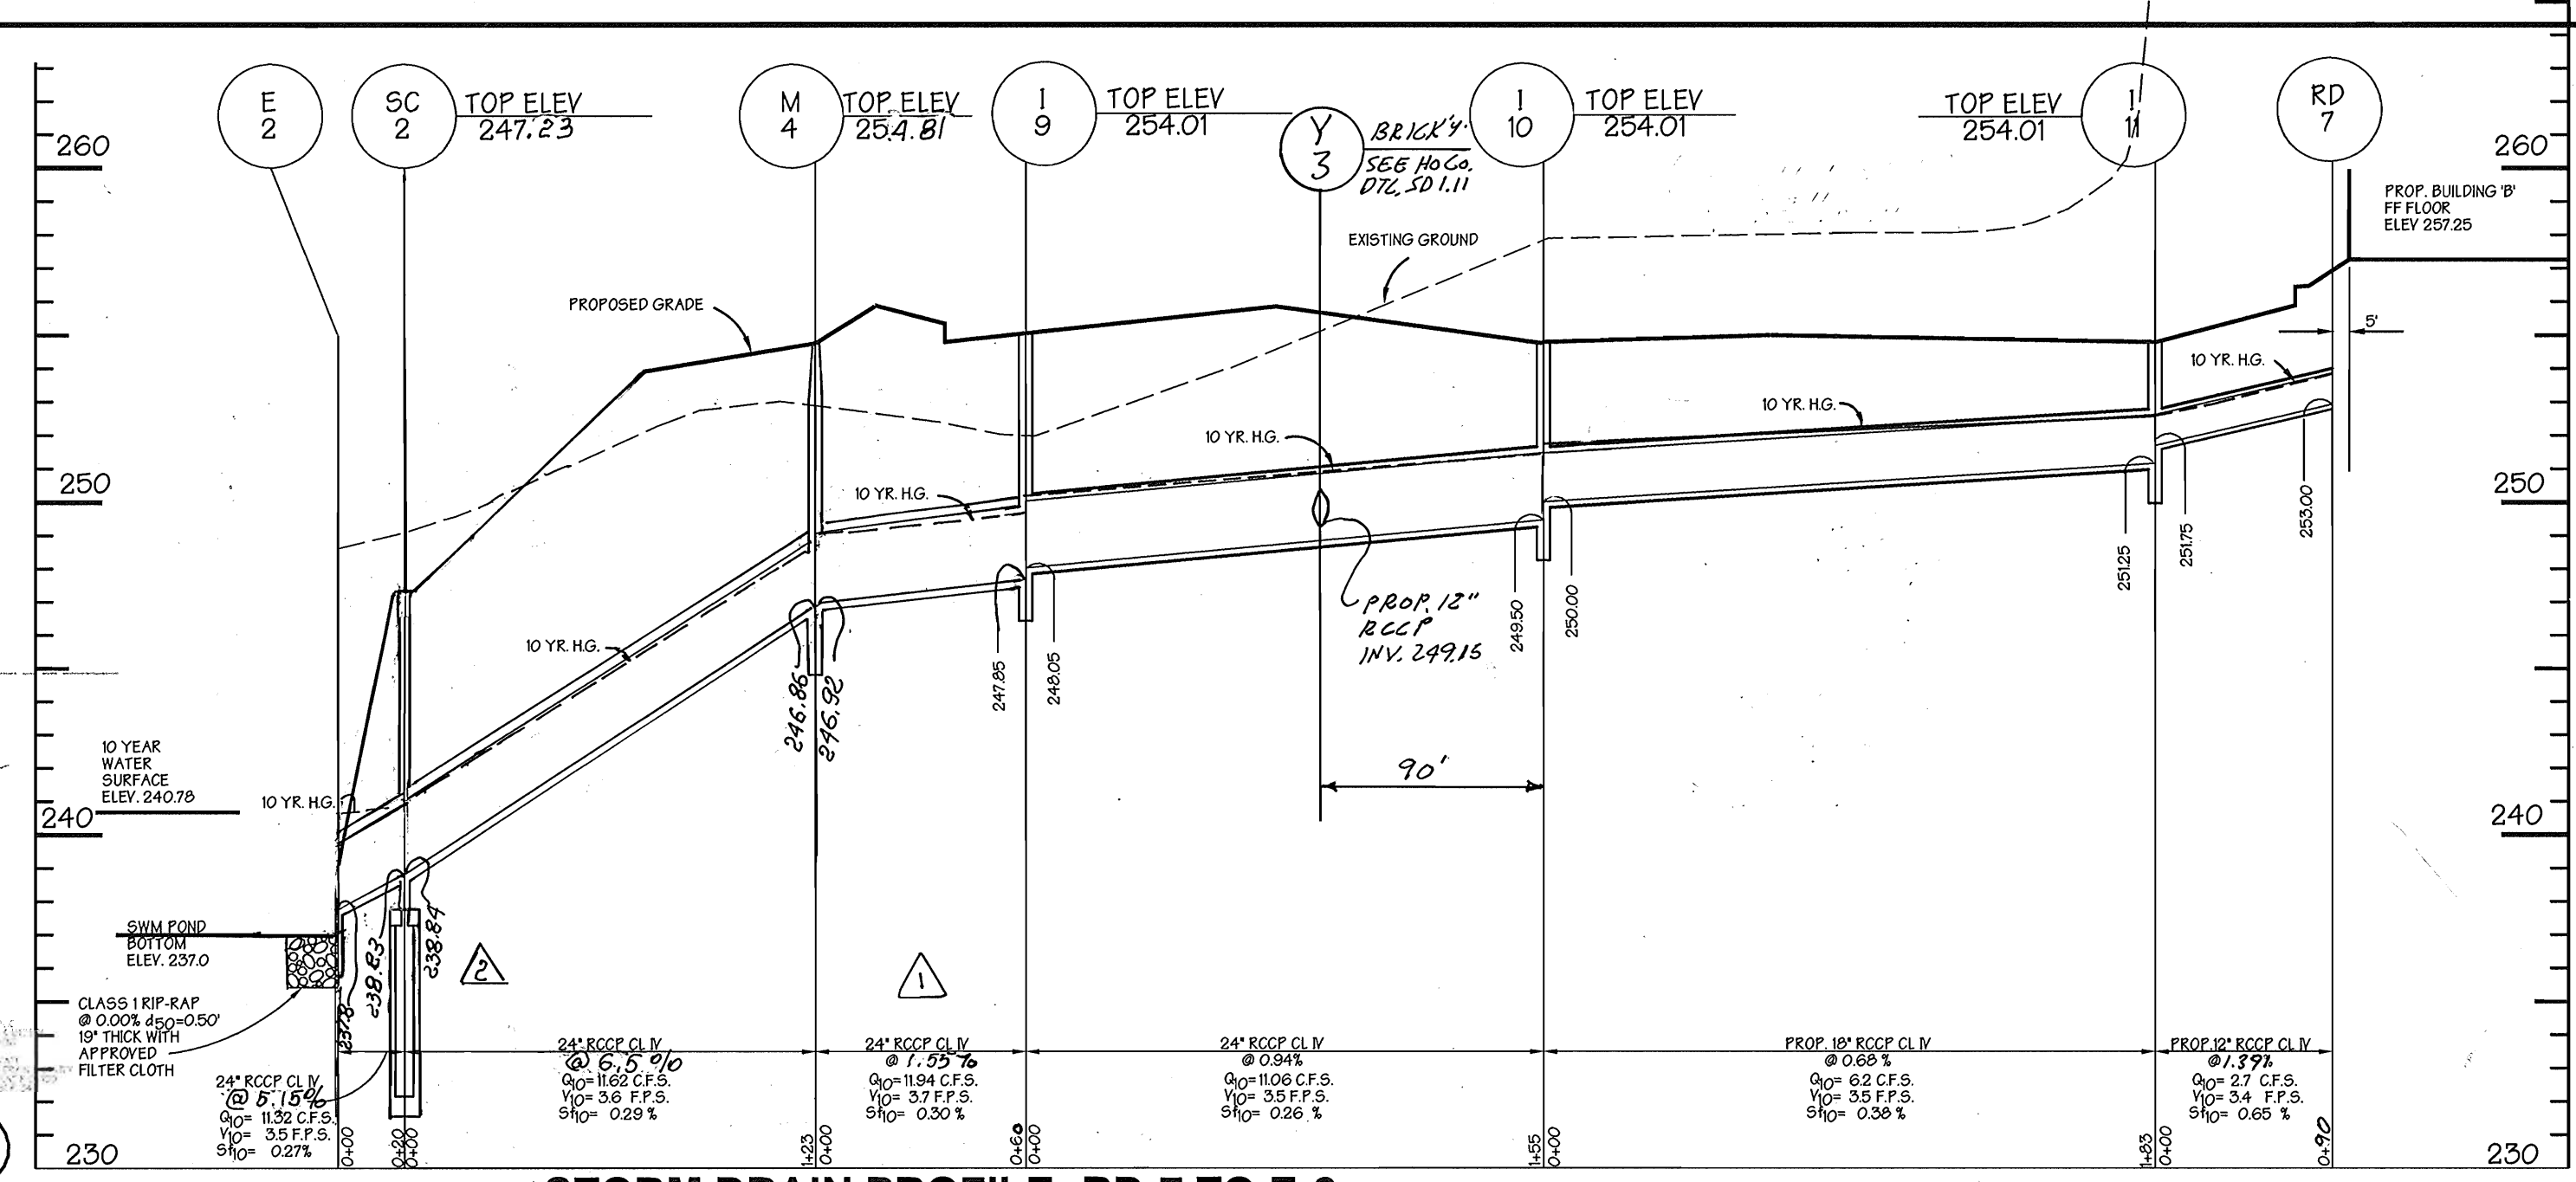 E
2
SC
2
TOP ELEV
247.23
M
4
TOP ELEV
254.81
I
9
TOP ELEV
254.01
Y
3
BRICK 'Y'
SEE HO.CO.
DTL. SD 1.11
I
10
TOP ELEV
254.01
TOP ELEV
254.01
I
11
RD
7
260
260
PROP. BUILDING 'B'
FF FLOOR
ELEV 257.25
EXISTING GROUND
PROPOSED GRADE
5'
10 YR. H.G.
10 YR. H.G.
10 YR. H.G.
10 YR. H.G.
250
250
253.00
251.25
251.75
249.50
250.00
PROP. 12"
RCCP
INV. 249.15
247.85
248.05
10 YR. H.G.
246.86
246.92
10 YEAR
WATER
SURFACE
ELEV. 240.78
10 YR. H.G.
90'
240
240
SWM POND
BOTTOM
ELEV. 237.0
237.8
238.83
238.84
2
1
CLASS 1 RIP-RAP
@ 0.00% d50=0.50'
19" THICK WITH
APPROVED
FILTER CLOTH
24" RCCP CL IV
@ 5.15%
Q10= 11.32 C.F.S.
V10= 3.5 F.P.S.
Sf10= 0.27%
24" RCCP CL IV
@ 6.5 %
Q10= 11.62 C.F.S.
V10= 3.6 F.P.S.
Sf10= 0.29 %
24" RCCP CL IV
@ 1.55 %
Q10= 11.94 C.F.S.
V10= 3.7 F.P.S.
Sf10= 0.30 %
24" RCCP CL IV
@ 0.94%
Q10= 11.06 C.F.S.
V10= 3.5 F.P.S.
Sf10= 0.26 %
PROP. 18" RCCP CL IV
@ 0.68 %
Q10= 6.2 C.F.S.
V10= 3.5 F.P.S.
Sf10= 0.38 %
PROP. 12" RCCP CL IV
@ 1.39%
Q10= 2.7 C.F.S.
V10= 3.4 F.P.S.
Sf10= 0.65 %
0+00
0+20
0+00
1+23
0+00
0+60
0+00
1+55
0+00
1+83
0+00
0+90
230
230
STORM DRAIN PROFILE